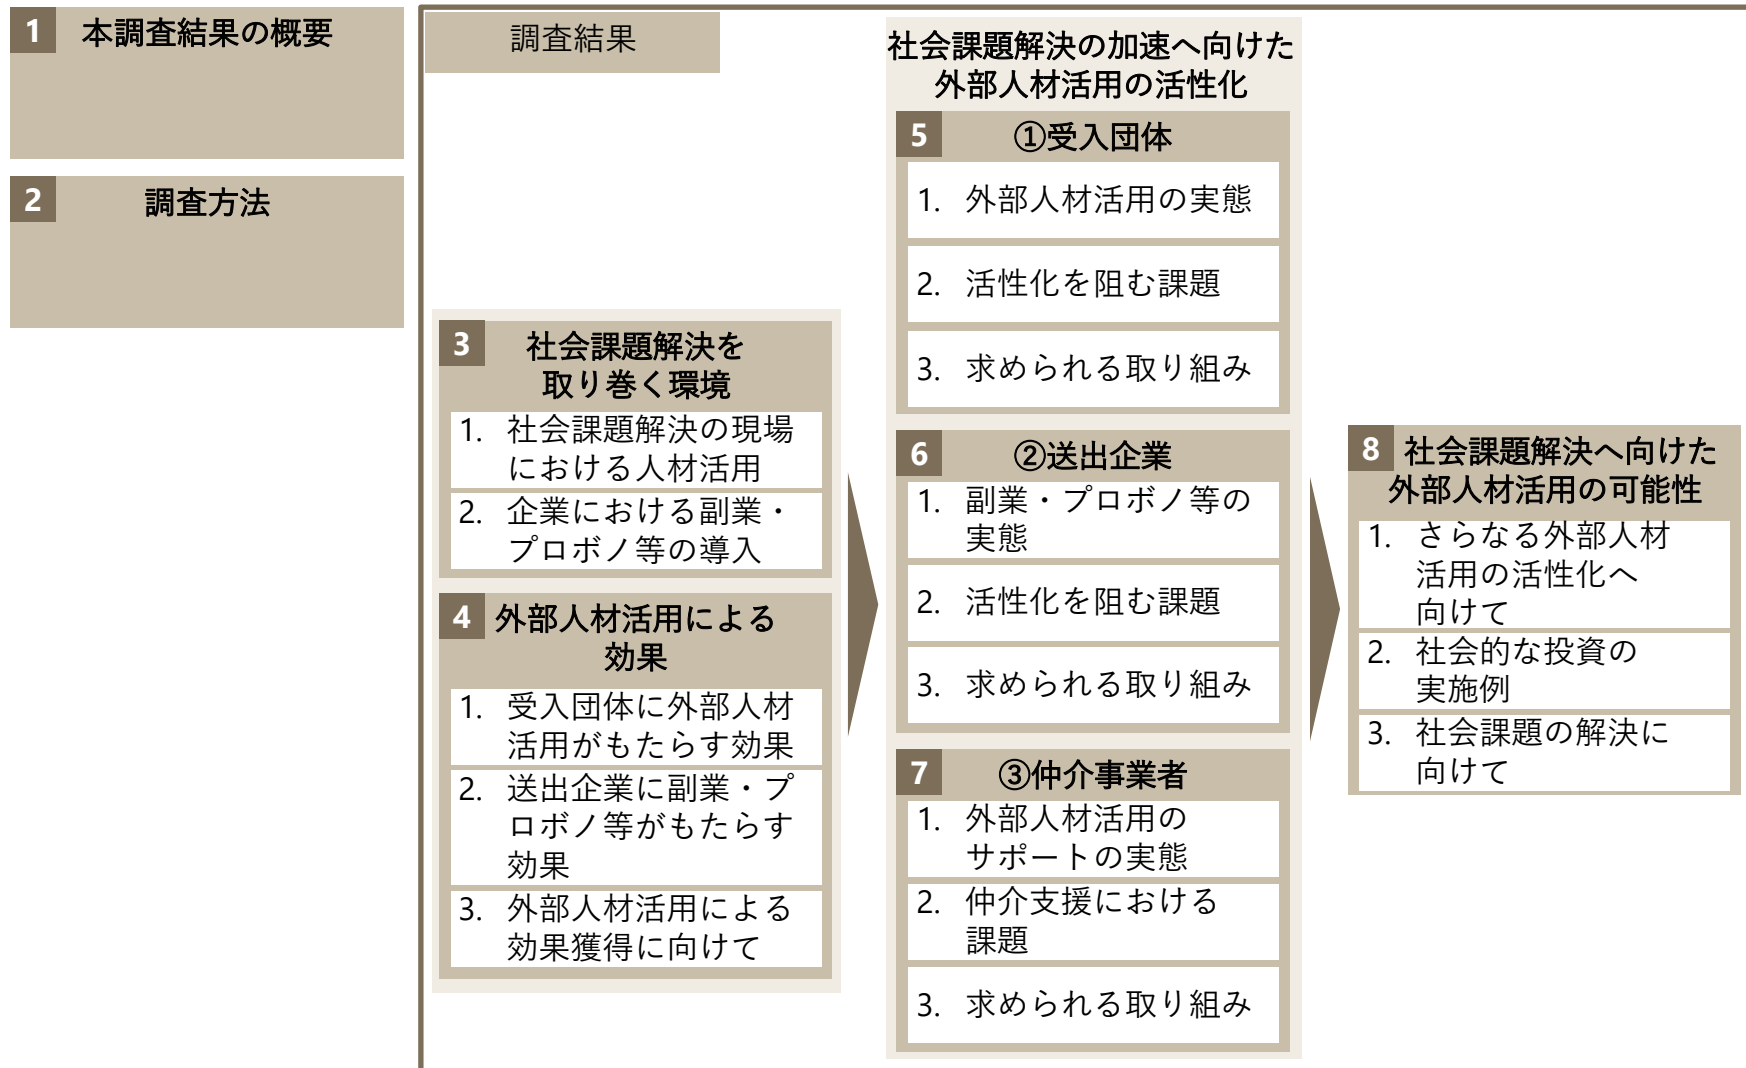 1 本調査結果の概要
2 調査方法
調査結果
3 社会課題解決を
取り巻く環境
1. 社会課題解決の現場
における人材活用
2. 企業における副業・
プロボノ等の導入
4 外部人材活用による
効果
1. 受入団体に外部人材
活用がもたらす効果
2. 送出企業に副業・プ
ロボノ等がもたらす
効果
3. 外部人材活用による
効果獲得に向けて
社会課題解決の加速へ向けた
外部人材活用の活性化
5 ①受入団体
1. 外部人材活用の実態
2. 活性化を阻む課題
3. 求められる取り組み
6 ②送出企業
1. 副業・プロボノ等の
実態
2. 活性化を阻む課題
3. 求められる取り組み
7 ③仲介事業者
1. 外部人材活用の
サポートの実態
2. 仲介支援における
課題
3. 求められる取り組み
8 社会課題解決へ向けた
外部人材活用の可能性
1. さらなる外部人材
活用の活性化へ
向けて
2. 社会的な投資の
実施例
3. 社会課題の解決に
向けて